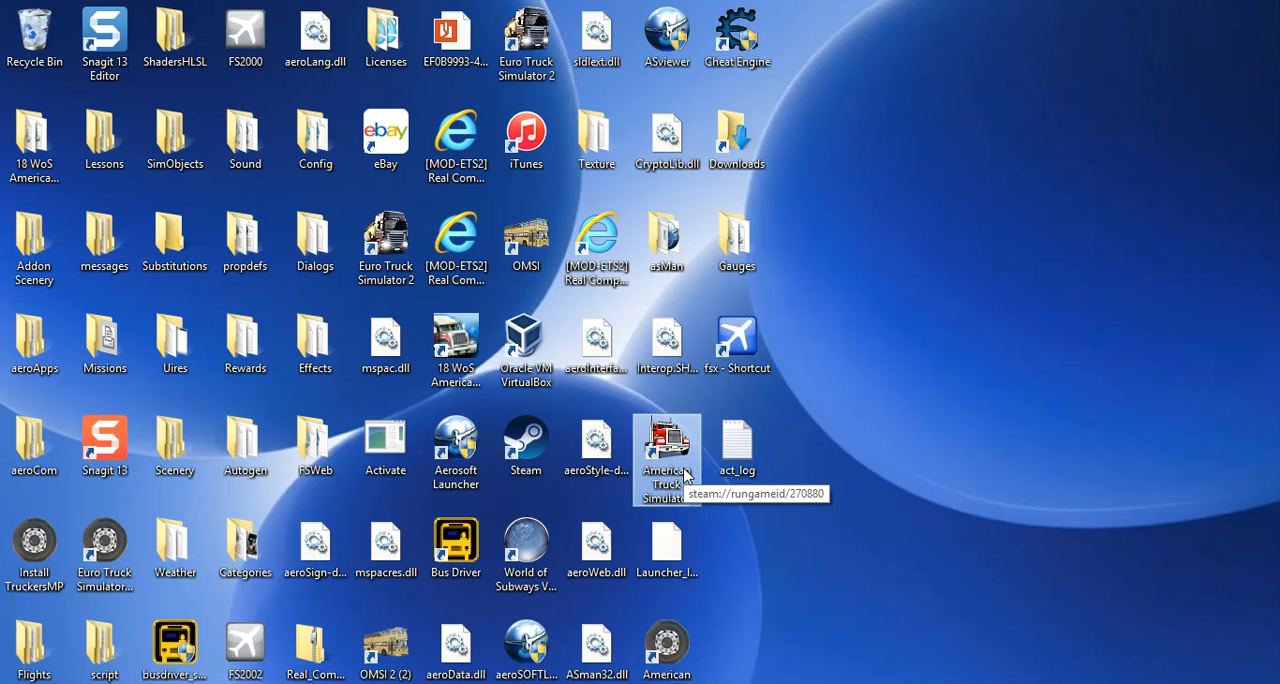 Recycle Bin
Snagit 13
Editor
ShadersHLSL
FS2000
aeroLang.dll
Licenses
EF0B9993-4...
Euro Truck
Simulator 2
sldlext.dll
ASviewer
Cheat Engine
18 WoS
America...
Lessons
SimObjects
Sound
Config
ebay
eBay
[MOD-ETS2]
Real Com...
iTunes
Texture
CryptoLib.dll
Downloads
Addon
Scenery
messages
Substitutions
propdefs
Dialogs
Euro Truck
Simulator 2
[MOD-ETS2]
Real Com...
OMSI
[MOD-ETS2]
Real Comp...
asMan
Gauges
aeroApps
Missions
Uires
Rewards
Effects
mspac.dll
18 WoS
America...
Oracle VM
VirtualBox
aeroInterfa...
Interop.SH...
fsx - Shortcut
aeroCom
Snagit 13
Scenery
Autogen
FSWeb
Activate
Aerosoft
Launcher
Steam
aeroStyle-d...
American
Truck
Simulator
act_log
steam://rungameid/270880
Install
TruckersMP
Euro Truck
Simulator...
Weather
Categories
aeroSign-d...
mspacres.dll
Bus Driver
World of
Subways V...
aeroWeb.dll
Launcher_l...
Flights
script
busdriver_s...
FS2002
Real_Com...
OMSI 2 (2)
aeroData.dll
aeroSOFTL...
ASman32.dll
American